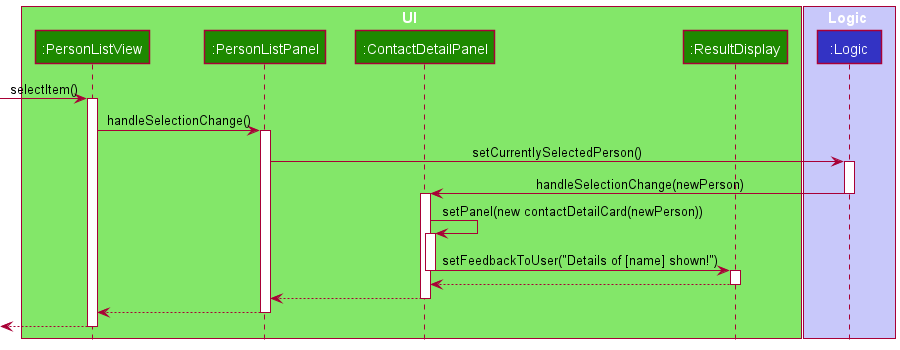 UI
Logic
:PersonListView
:PersonListPanel
:ContactDetailPanel
:ResultDisplay
:Logic
selectItem()
handleSelectionChange()
setCurrentlySelectedPerson()
handleSelectionChange(newPerson)
setPanel(new contactDetailCard(newPerson))
setFeedbackToUser("Details of [name] shown!")